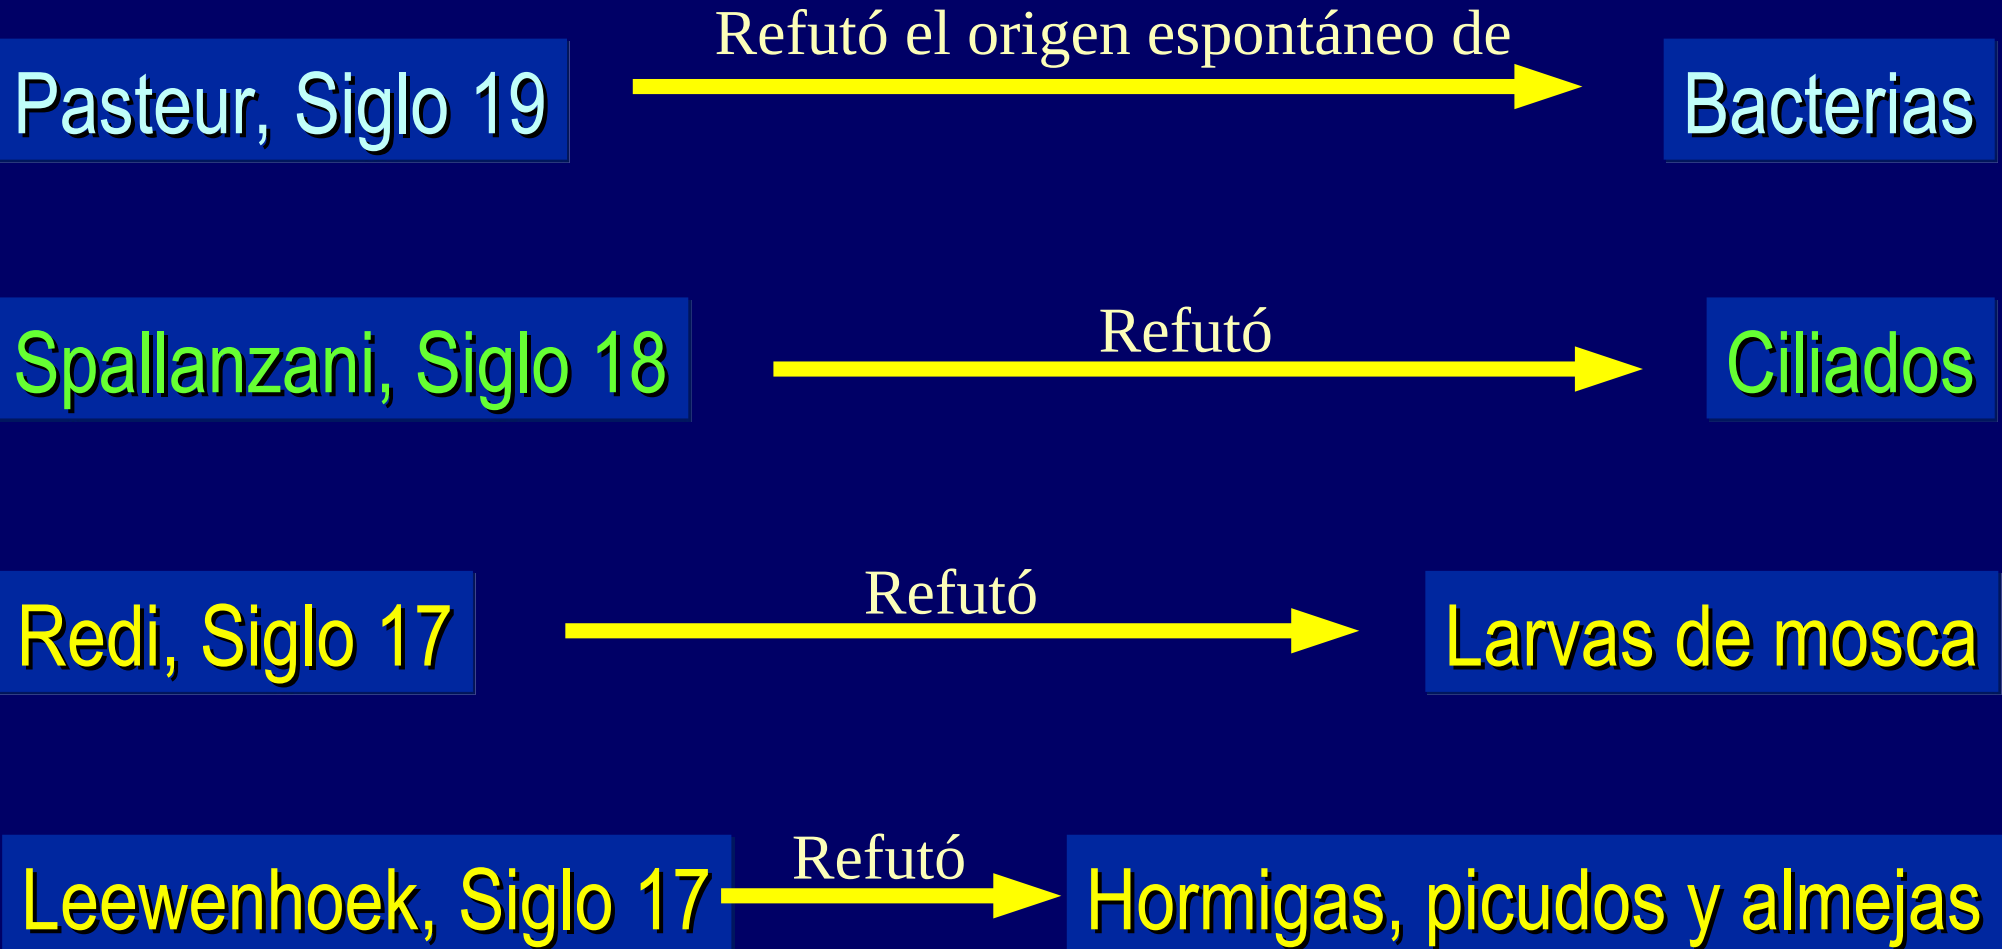 Refutó el origen espontáneo de
Pasteur, Siglo 19
Bacterias
Refutó
Spallanzani, Siglo 18
Ciliados
Refutó
Redi, Siglo 17
Larvas de mosca
Refutó
Leewenhoek, Siglo 17
Hormigas, picudos y almejas